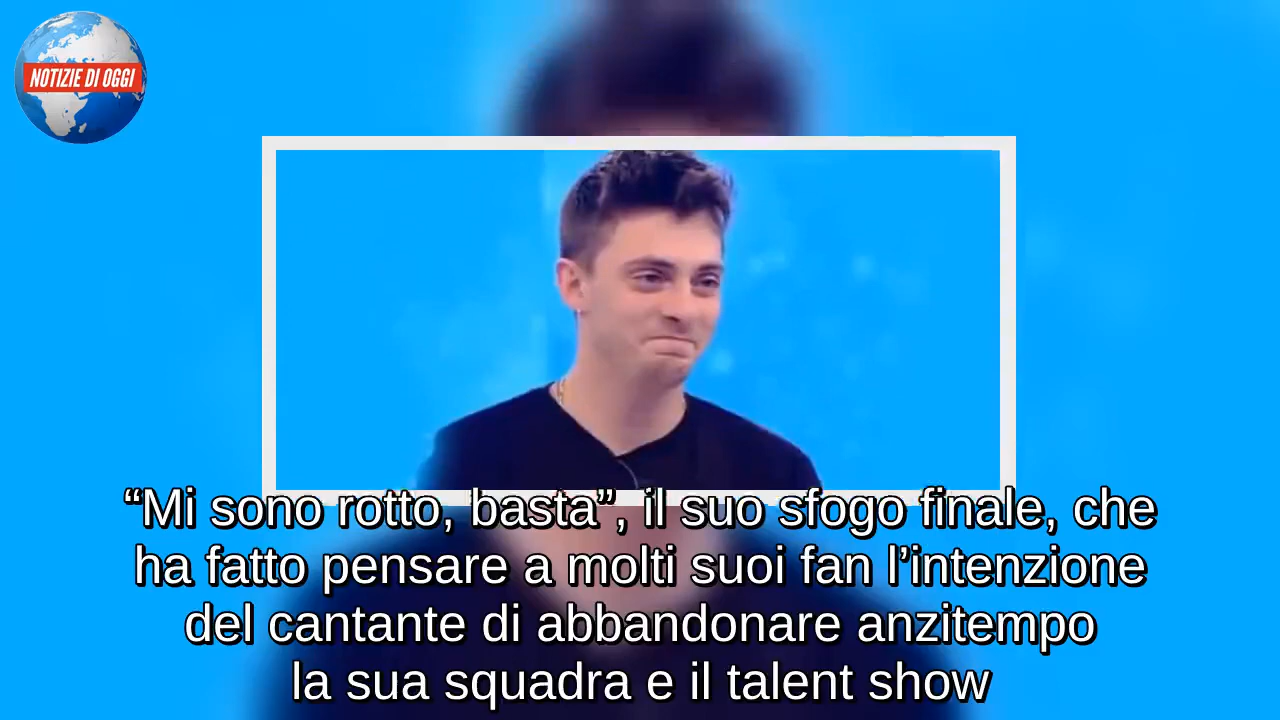 NOTIZIE DI OGGI
“Mi sono rotto, basta”, il suo sfogo finale, che
ha fatto pensare a molti suoi fan l’intenzione
del cantante di abbandonare anzitempo
la sua squadra e il talent show